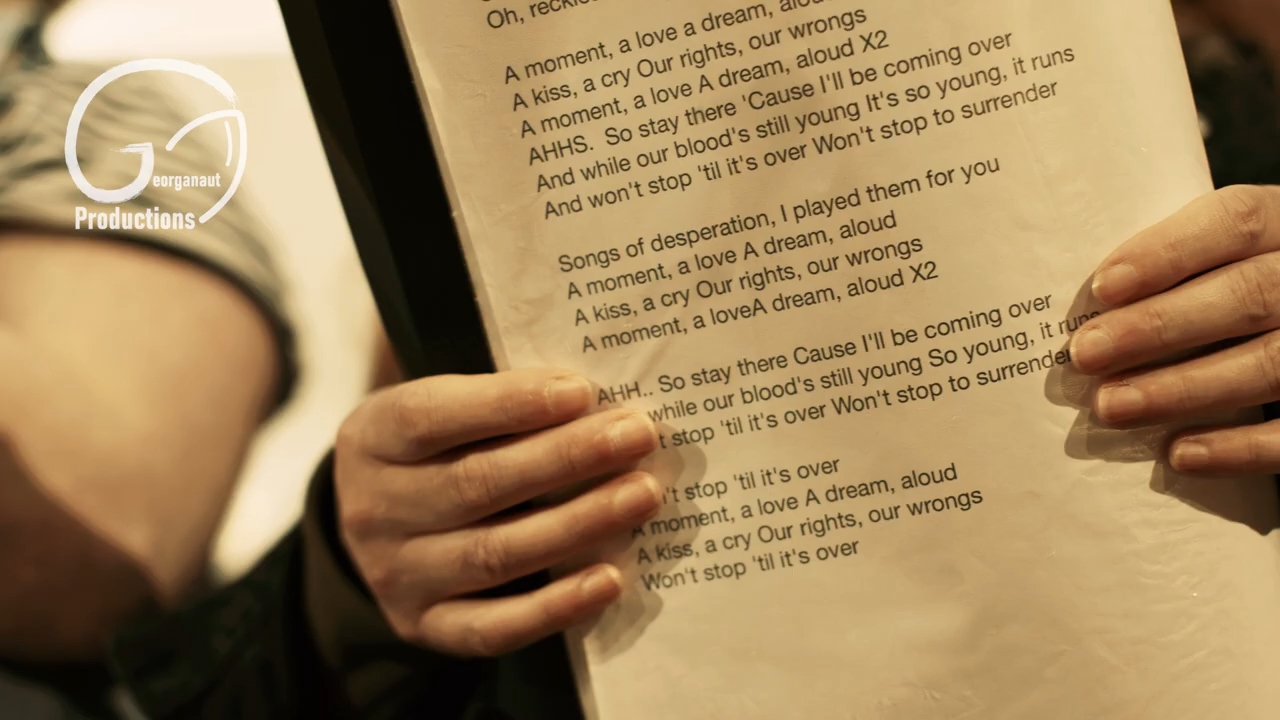 Georganaut
Productions
Oh,
A moment, a love a dream,
A kiss, a cry Our rights, our wrongs
A moment, a love A dream, aloud X2
AHHS. So stay there 'Cause I'll be coming over
And while our blood's still young It's so young, it runs
And won't stop 'til it's over Won't stop to surrender
Songs of desperation, I played them for you
A moment, a love A dream, aloud
A kiss, a cry Our rights, our wrongs
A moment, a loveA dream, aloud X2
AHH.. So stay there Cause I'll be coming over
while our blood's still young So young, it runs
stop 'til it's over Won't stop to surrender
stop 'til it's over
A moment, a love A dream, aloud
A kiss, a cry Our rights, our wrongs
Won't stop 'til it's over